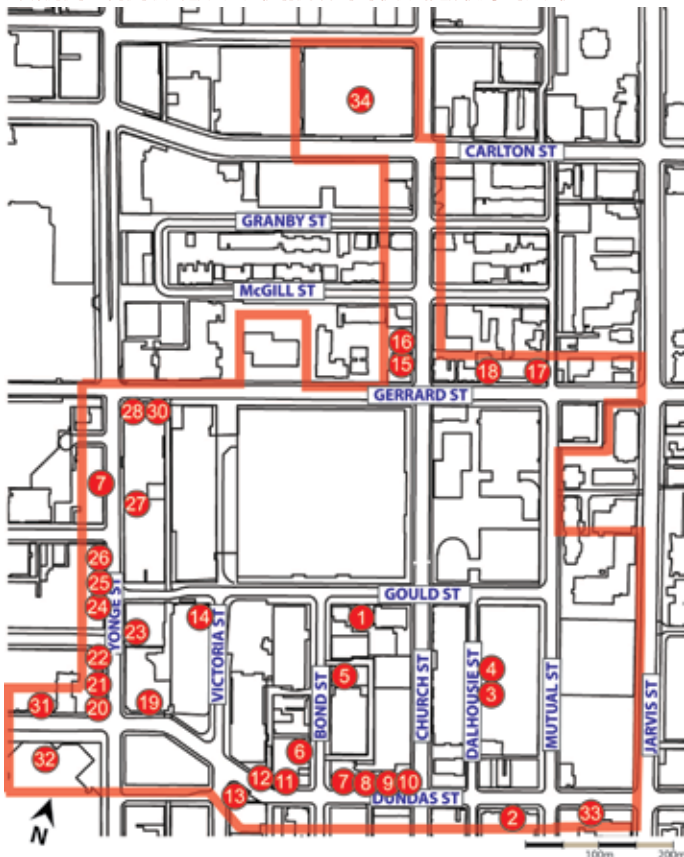 34
CARLTON ST
GRANBY ST
McGILL ST
16
15
18
17
GERRARD ST
28
30
7
27
26
25
24
YONGE ST
GOULD ST
1
14
23
VICTORIA ST
22
21
20
19
31
32
BOND ST
5
CHURCH ST
DALHOUSIE ST
4
3
MUTUAL ST
JARVIS ST
6
12
11
13
7
8
9
10
DUNDAS ST
2
33
N
100m
200m